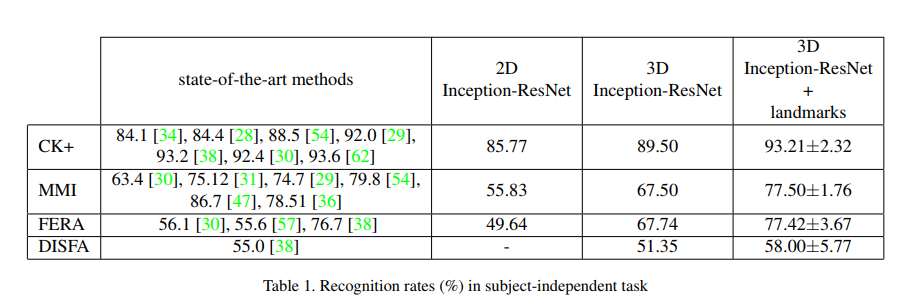 state-of-the-art methods
2D
Inception-ResNet
3D
Inception-ResNet
3D
Inception-ResNet
+
landmarks
CK+
84.1 [34], 84.4 [28], 88.5 [54], 92.0 [29],
93.2 [38], 92.4 [30], 93.6 [62]
85.77
89.50
93.21±2.32
MMI
63.4 [30], 75.12 [31], 74.7 [29], 79.8 [54],
86.7 [47], 78.51 [36]
55.83
67.50
77.50±1.76
FERA
56.1 [30], 55.6 [57], 76.7 [38]
49.64
67.74
77.42±3.67
DISFA
55.0 [38]
-
51.35
58.00±5.77
Table 1. Recognition rates (%) in subject-independent task